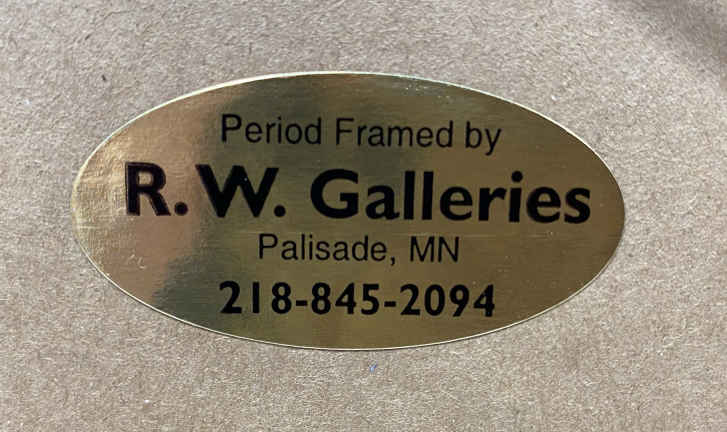 Period Framed by
R. W. Galleries
Palisade, MN
218-845-2094